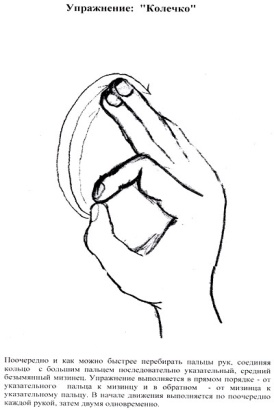 Упражнение: "Колечко"
Поочередно и как можно быстрее перебирать пальцы рук, соединяя
кольцо с большим пальцем последовательно указательный, средний
безымянный мизинец. Упражнение выполняется в прямом порядке - от
указательного пальца к мизинцу и в обратном - от мизинца к
указательному пальцу. В начале движения выполняется по поочередно
каждой рукой, затем двумя одновременно.